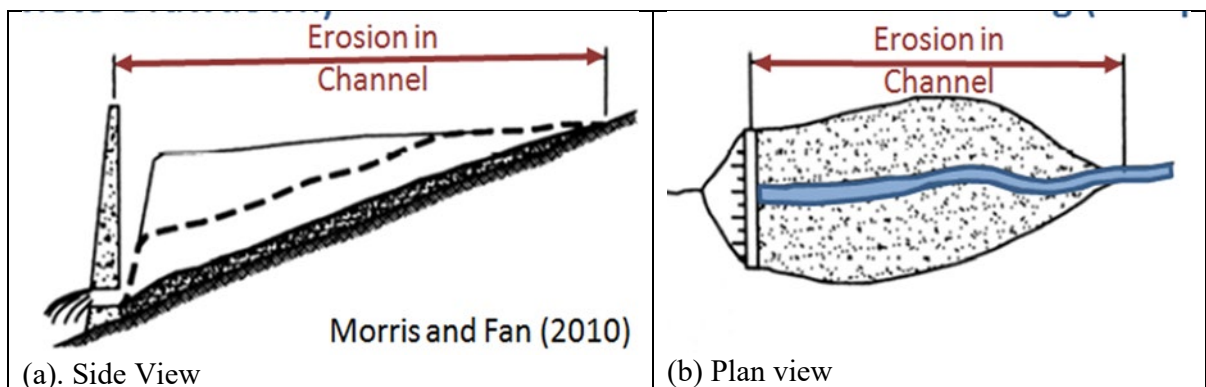 Erosion in
Channel
Morris and Fan (2010)
(a). Side View
Erosion in
Channel
(b) Plan view